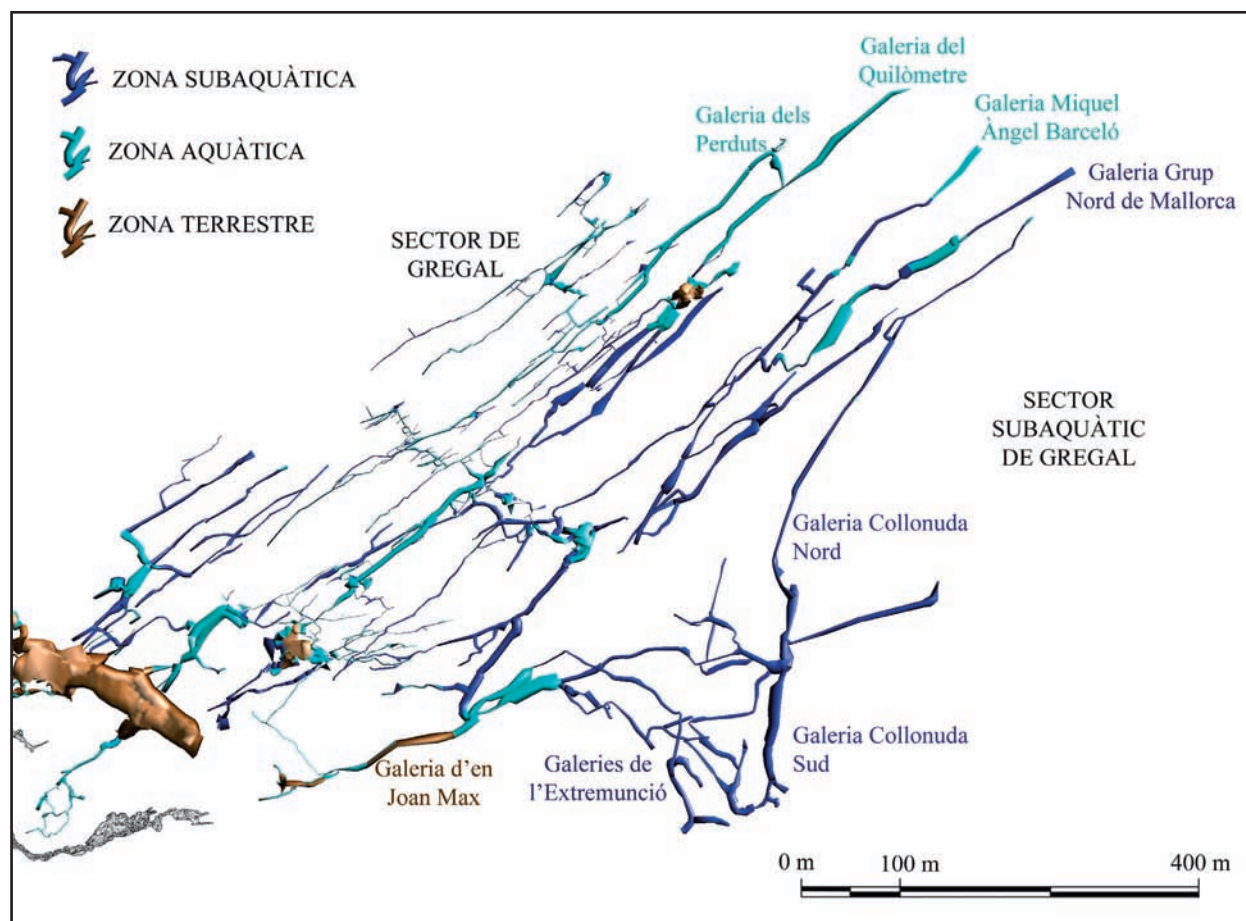 ZONA SUBAQUÀTICA
ZONA AQUÀTICA
ZONA TERRESTRE
Galeria del
Quilòmetre
Galeria dels
Perduts
Galeria Miquel
Àngel Barceló
Galeria Grup
Nord de Mallorca
SECTOR DE
GREGAL
SECTOR
SUBAQUÀTIC
DE GREGAL
Galeria Collonuda
Nord
Galeria Collonuda
Sud
Galeries de
l’Extremunció
Galeria d’en
Joan Max
0 m 100 m 400 m